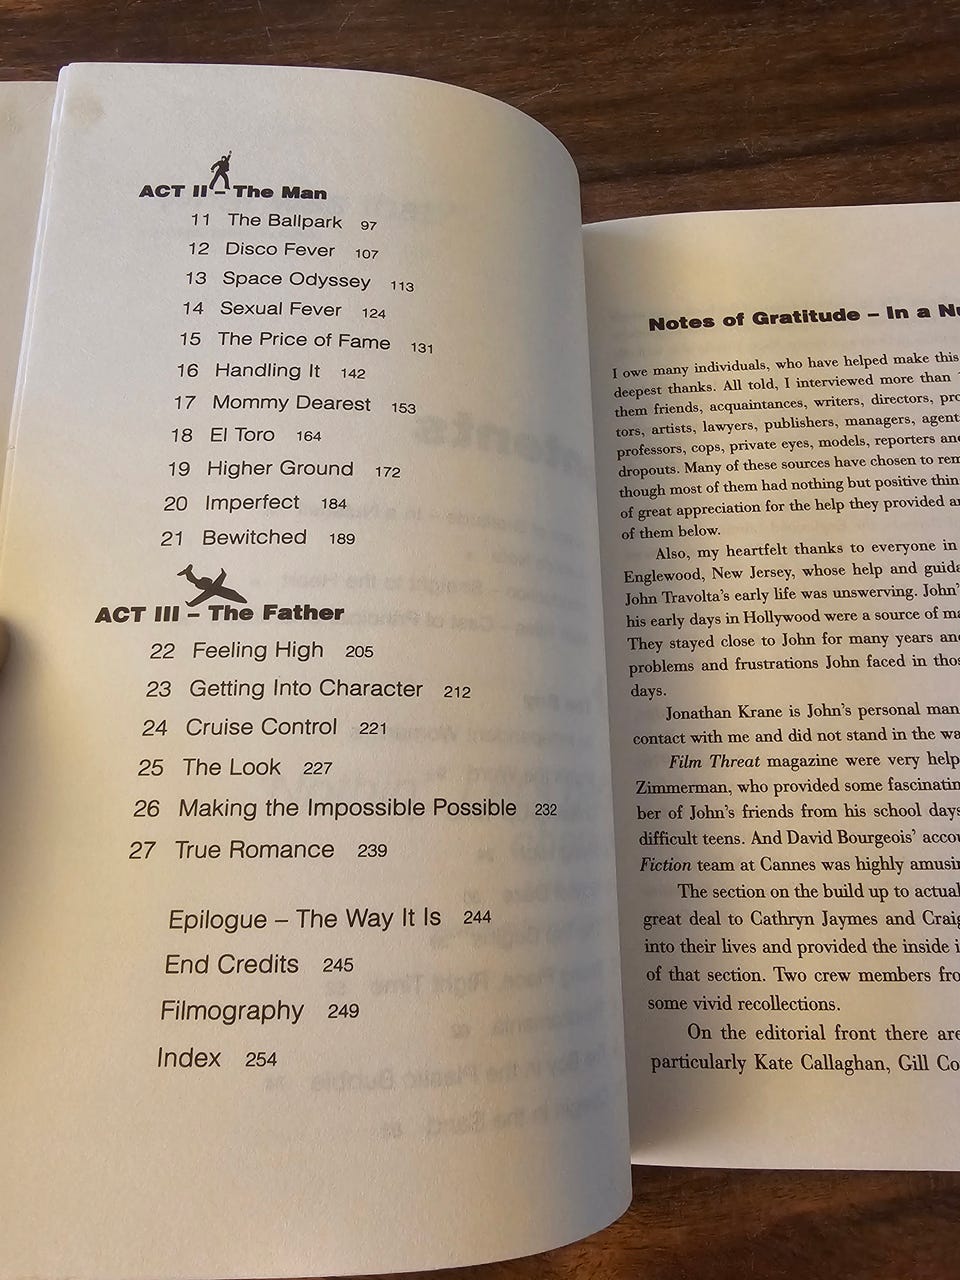 ACT II – The Man
11 The Ballpark 97
12 Disco Fever 107
13 Space Odyssey 113
14 Sexual Fever 124
15 The Price of Fame 131
16 Handling It 142
17 Mommy Dearest 153
18 El Toro 164
19 Higher Ground 172
20 Imperfect 184
21 Bewitched 189
ACT III – The Father
22 Feeling High 205
23 Getting Into Character 212
24 Cruise Control 221
25 The Look 227
26 Making the Impossible Possible 232
27 True Romance 239
Epilogue – The Way It Is 244
End Credits 245
Filmography 249
Index 254
Notes of Gratitude – In a
I owe many individuals, who have helped make this
deepest thanks. All told, I interviewed more than
them friends, acquaintances, writers, directors,
tors, artists, lawyers, publishers, managers,
professors, cops, private eyes, models, reporters
dropouts. Many of these sources have chosen to
though most of them had nothing but positive
of great appreciation for the help they provided
of them below.
Also, my heartfelt thanks to everyone in
Englewood, New Jersey, whose help and
John Travolta's early life was unswerving.
his early days in Hollywood were a source of
They stayed close to John for many years
problems and frustrations John faced in
days.
Jonathan Krane is John's personal
contact with me and did not stand in the
Film Threat magazine were very
Zimmerman, who provided some
ber of John's friends from his school days
difficult teens. And David Bourgeois'
Fiction team at Cannes was highly
The section on the build up to
great deal to Cathryn Jaymes and
into their lives and provided the inside
of that section. Two crew members
some vivid recollections.
On the editorial front there are
particularly Kate Callaghan, Gill